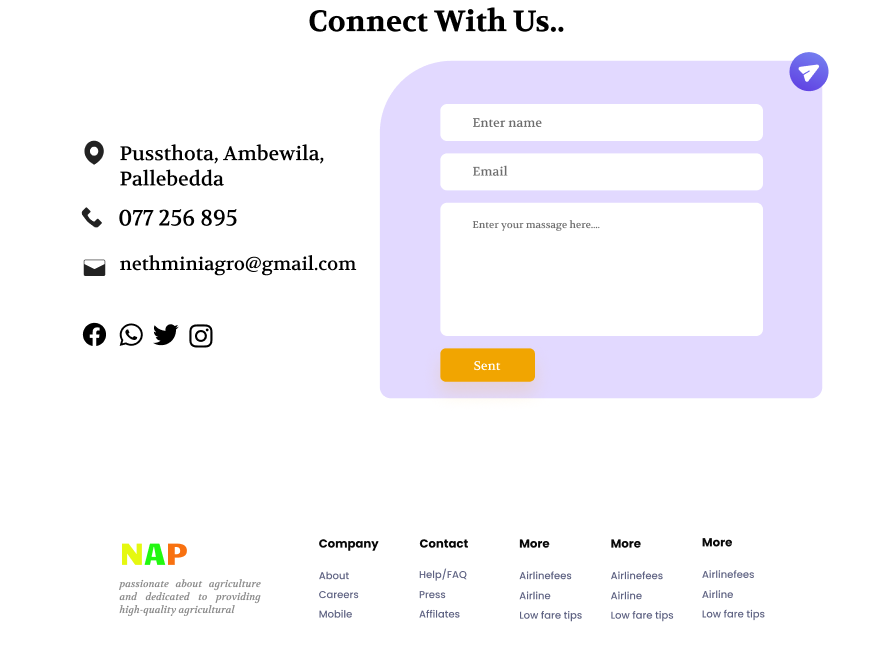 Connect With Us..
Pussthota, Ambewila,
Pallebedda
077 256 895
nethminiagro@gmail.com
Enter name
Email
Enter your massage here....
Sent
NAP
passionate about agriculture
and dedicated to providing
high-quality agricultural
Company
About
Careers
Mobile
Contact
Help/FAQ
Press
Affilates
More
Airlinefees
Airline
Low fare tips
More
Airlinefees
Airline
Low fare tips
More
Airlinefees
Airline
Low fare tips